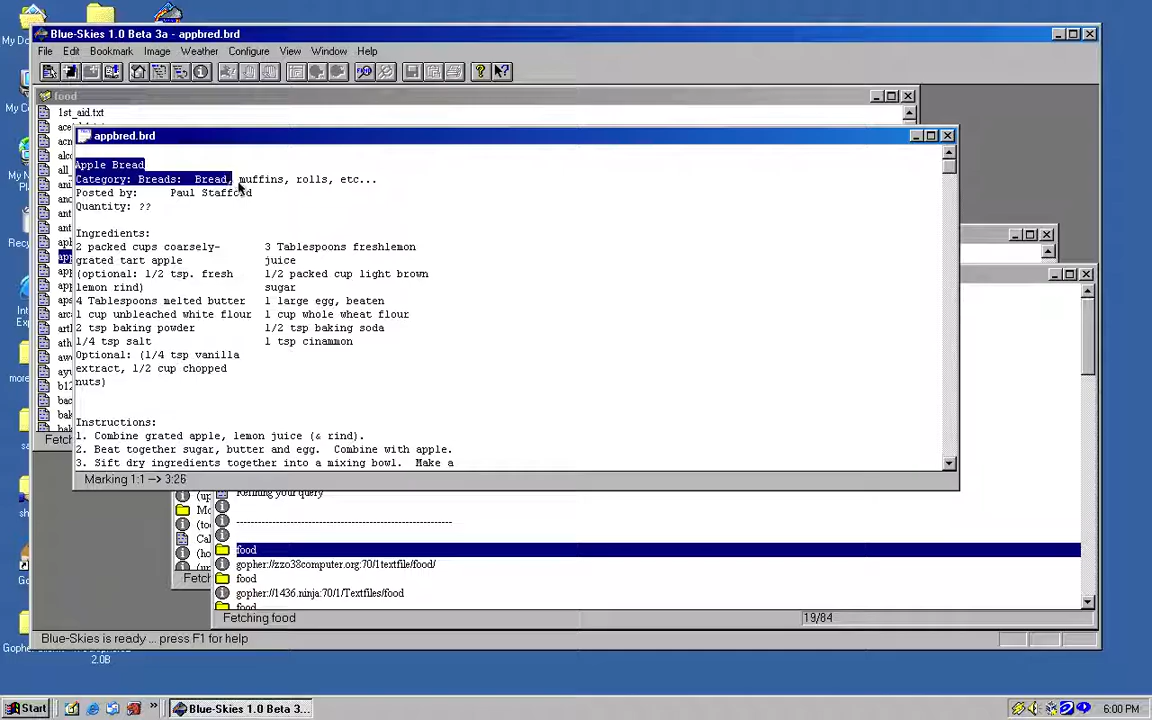 My Do
Blue-Skies 1.0 Beta 3a - appbred.brd
File Edit Bookmark Image Weather Configure View Window Help
food
1st_aid.txt
appbred.brd
Apple Bread
Category: Breads:  Bread, muffins, rolls, etc...
Posted by:     Paul Stafford
Quantity: ??
Ingredients:
2 packed cups coarsely-     3 Tablespoons freshlemon
grated tart apple     juice
(optional: 1/2 tsp. fresh     1/2 packed cup light brown
lemon rind)     sugar
4 Tablespoons melted butter     1 large egg, beaten
1 cup unbleached white flour     1 cup whole wheat flour
2 tsp baking powder     1/2 tsp baking soda
1/4 tsp salt     1 tsp cinammon
Optional: (1/4 tsp vanilla
extract, 1/2 cup chopped
nuts)
Instructions:
1. Combine grated apple, lemon juice (& rind).
2. Beat together sugar, butter and egg.  Combine with apple.
3. Sift dry ingredients together into a mixing bowl.  Make a
Marking 1:1 -> 3:26
Refining your query
--------------------------------------------------------
food
gopher://zzo38computer.org:70/1textfile/food/
food
gopher://1436.ninja:70/1/Textfiles/food
food
Fetching food 19/84
Blue-Skies is ready ... press F1 for help
2.0B
Start Blue-Skies 1.0 Beta 3... 6:00 PM